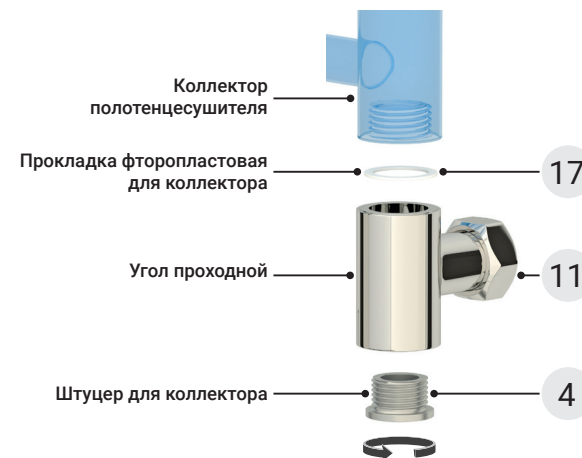 Коллектор
полотенцесушителя
Прокладка фторопластовая
для коллектора
17
Угол проходной
11
Штуцер для коллектора
4